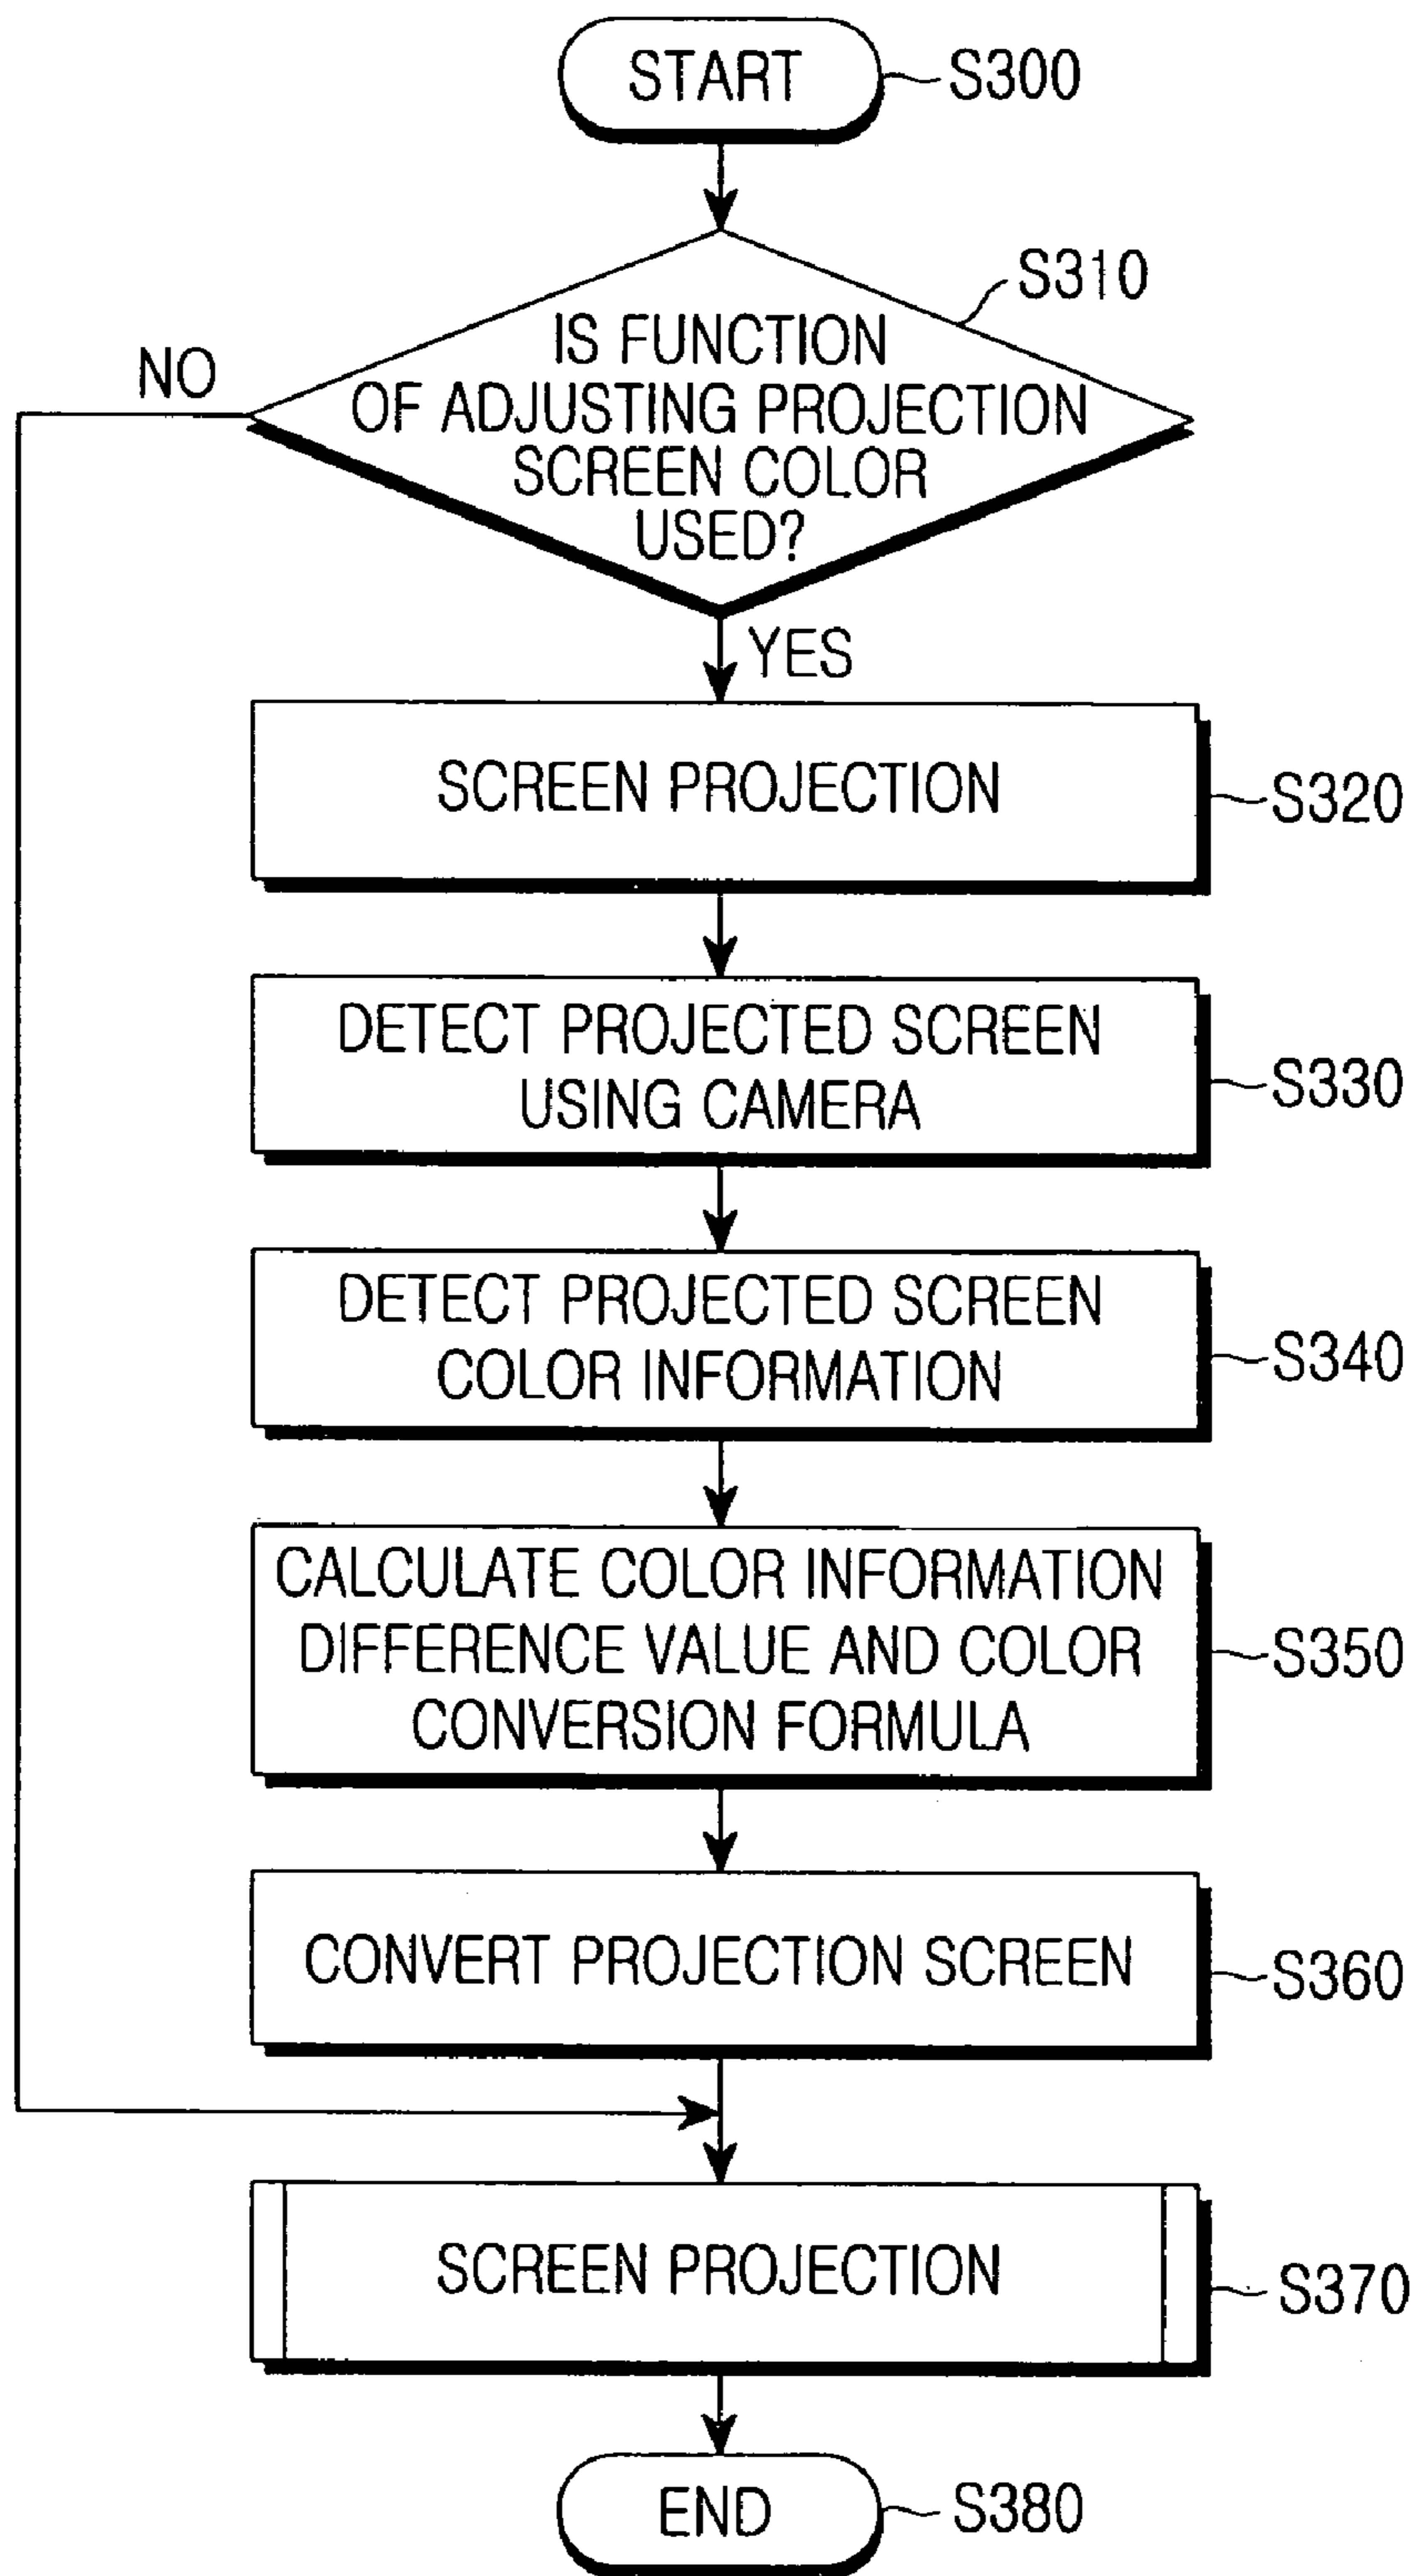 START
S300
S310
IS FUNCTION
OF ADJUSTING PROJECTION
SCREEN COLOR
USED?
NO
YES
SCREEN PROJECTION
S320
DETECT PROJECTED SCREEN
USING CAMERA
S330
DETECT PROJECTED SCREEN
COLOR INFORMATION
S340
CALCULATE COLOR INFORMATION
DIFFERENCE VALUE AND COLOR
CONVERSION FORMULA
S350
CONVERT PROJECTION SCREEN
S360
SCREEN PROJECTION
S370
END
S380